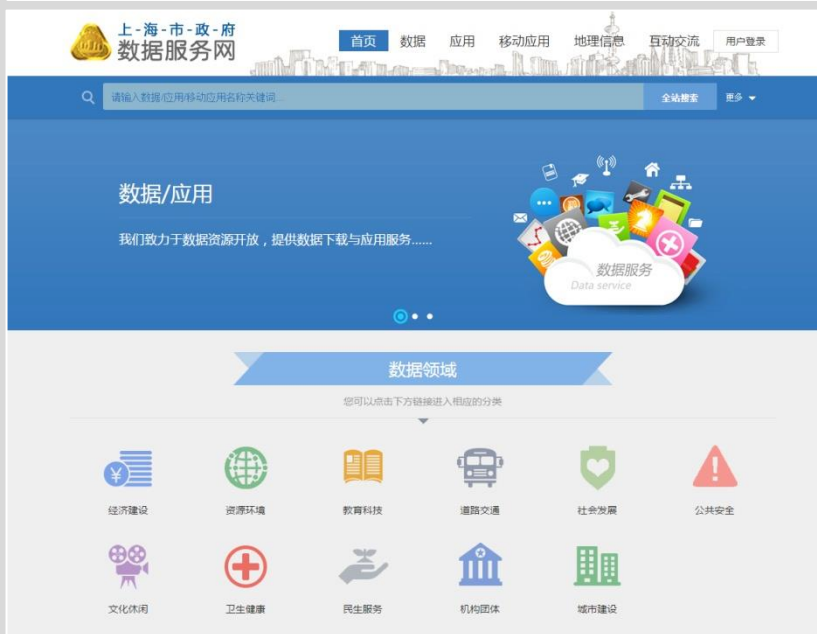 上-海-市-政-府
数据服务网
首页 数据 应用 移动应用 地理信息 互动交流 用户登录
请输入数据/应用/移动应用名称关键词... 全站搜索 更多
数据/应用
我们致力于数据资源开放，提供数据下载与应用服务......
数据服务
Data service
数据领域
您可以点击下方链接进入相应的分类
经济建设 资源环境 教育科技 道路交通 社会发展 公共安全
文化休闲 卫生健康 民生服务 机构团体 城市建设